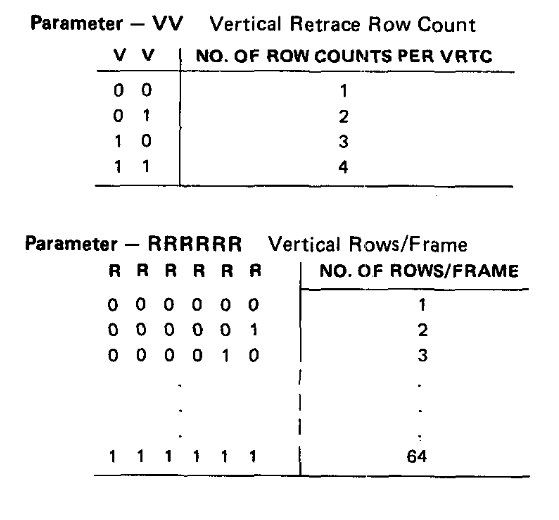 Parameter — VV Vertical Retrace Row Count
V V NO. OF ROW COUNTS PER VRTC
0 0 1
0 1 2
1 0 3
1 1 4
Parameter — RRRRRR Vertical Rows/Frame
R R R R R R NO. OF ROWS/FRAME
0 0 0 0 0 0 1
0 0 0 0 0 1 2
0 0 0 0 1 0 3
. .
. .
. .
1 1 1 1 1 1 64